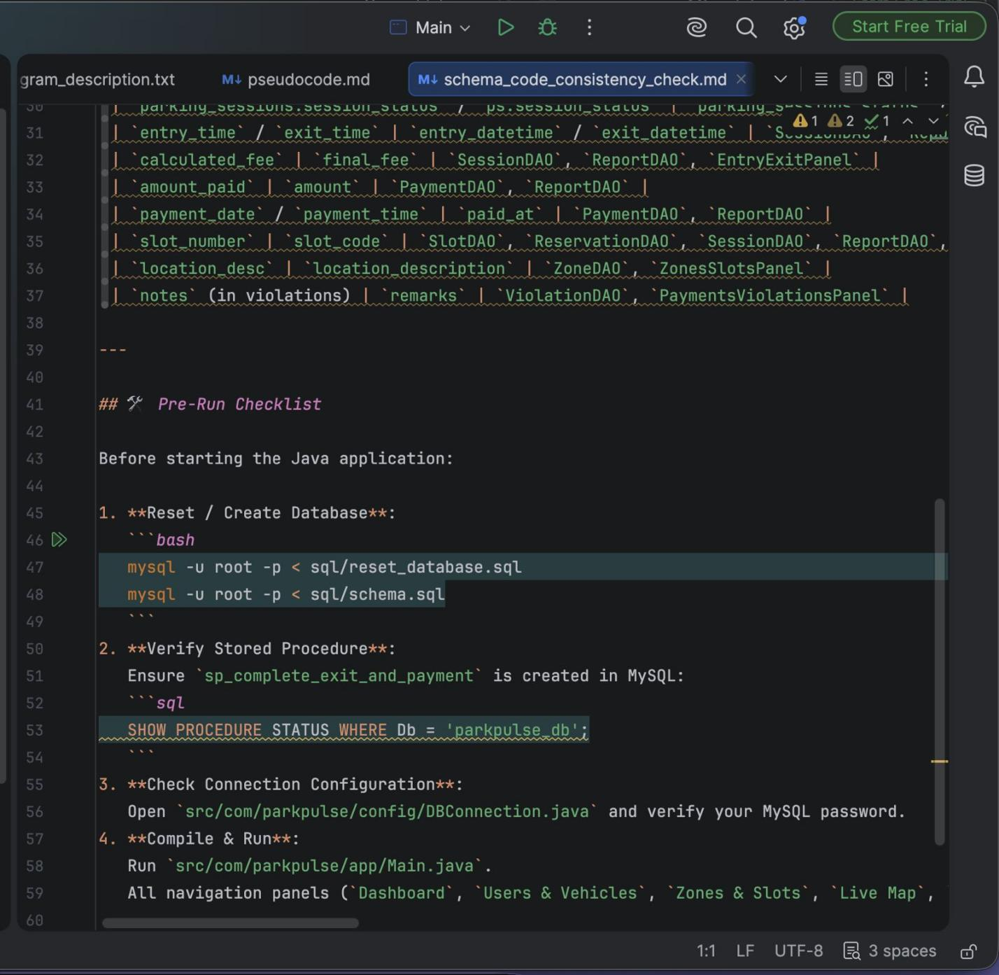 Main
Start Free Trial
gram_description.txt
M↓ pseudocode.md
M↓ schema_code_consistency_check.md ×
1 2 1
30 | `parking_sessions.session_status` / `ps.session_status` |
31 | `entry_time` / `exit_time` | `entry_datetime` / `exit_datetime` | `SessionDAO`,
32 | `calculated_fee` | `final_fee` | `SessionDAO`, `ReportDAO`, `EntryExitPanel` |
33 | `amount_paid` | `amount` | `PaymentDAO`, `ReportDAO` |
34 | `payment_date` / `payment_time` | `paid_at` | `PaymentDAO`, `ReportDAO` |
35 | `slot_number` | `slot_code` | `SlotDAO`, `ReservationDAO`, `SessionDAO`, `ReportDAO`,
36 | `location_desc` | `location_description` | `ZoneDAO`, `ZonesSlotsPanel` |
37 | `notes` (in violations) | `remarks` | `ViolationDAO`, `PaymentsViolationsPanel` |
38
39 ---
40
41 ## 🛠 Pre-Run Checklist
42
43 Before starting the Java application:
44
45 1. **Reset / Create Database**:
46 ```bash
47 mysql -u root -p < sql/reset_database.sql
48 mysql -u root -p < sql/schema.sql
49 ```
50 2. **Verify Stored Procedure**:
51 Ensure `sp_complete_exit_and_payment` is created in MySQL:
52 ```sql
53 SHOW PROCEDURE STATUS WHERE Db = 'parkpulse_db';
54 ```
55 3. **Check Connection Configuration**:
56 Open `src/com/parkpulse/config/DBConnection.java` and verify your MySQL password.
57 4. **Compile & Run**:
58 Run `src/com/parkpulse/app/Main.java`.
59 All navigation panels (`Dashboard`, `Users & Vehicles`, `Zones & Slots`, `Live Map`,
60
1:1 LF UTF-8 3 spaces